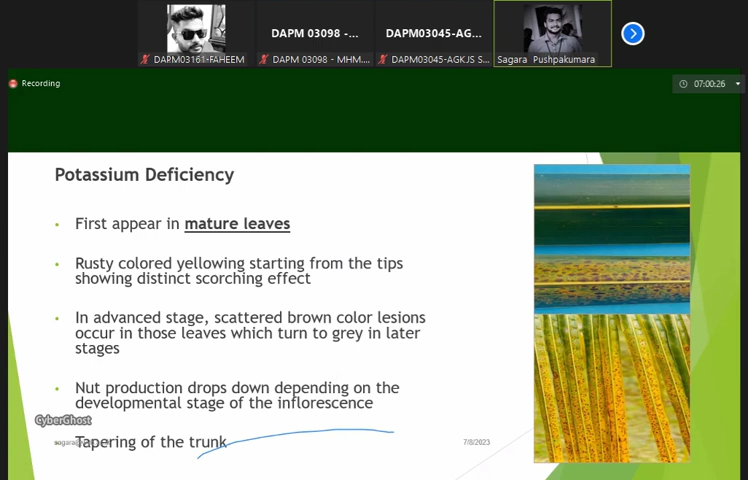 DAPM 03098 -
DAPM03045-AG...
DARM03161-FAHEEM
DAPM 03098 - MHM....
DAPM03045-AGKJS S...
Sagara Pushpakumara
Recording
07:00:26
Potassium Deficiency
• First appear in mature leaves
• Rusty colored yellowing starting from the tips
showing distinct scorching effect
• In advanced stage, scattered brown color lesions
occur in those leaves which turn to grey in later
stages
• Nut production drops down depending on the
developmental stage of the inflorescence
CyberGhost
Tapering of the trunk
7/8/2023